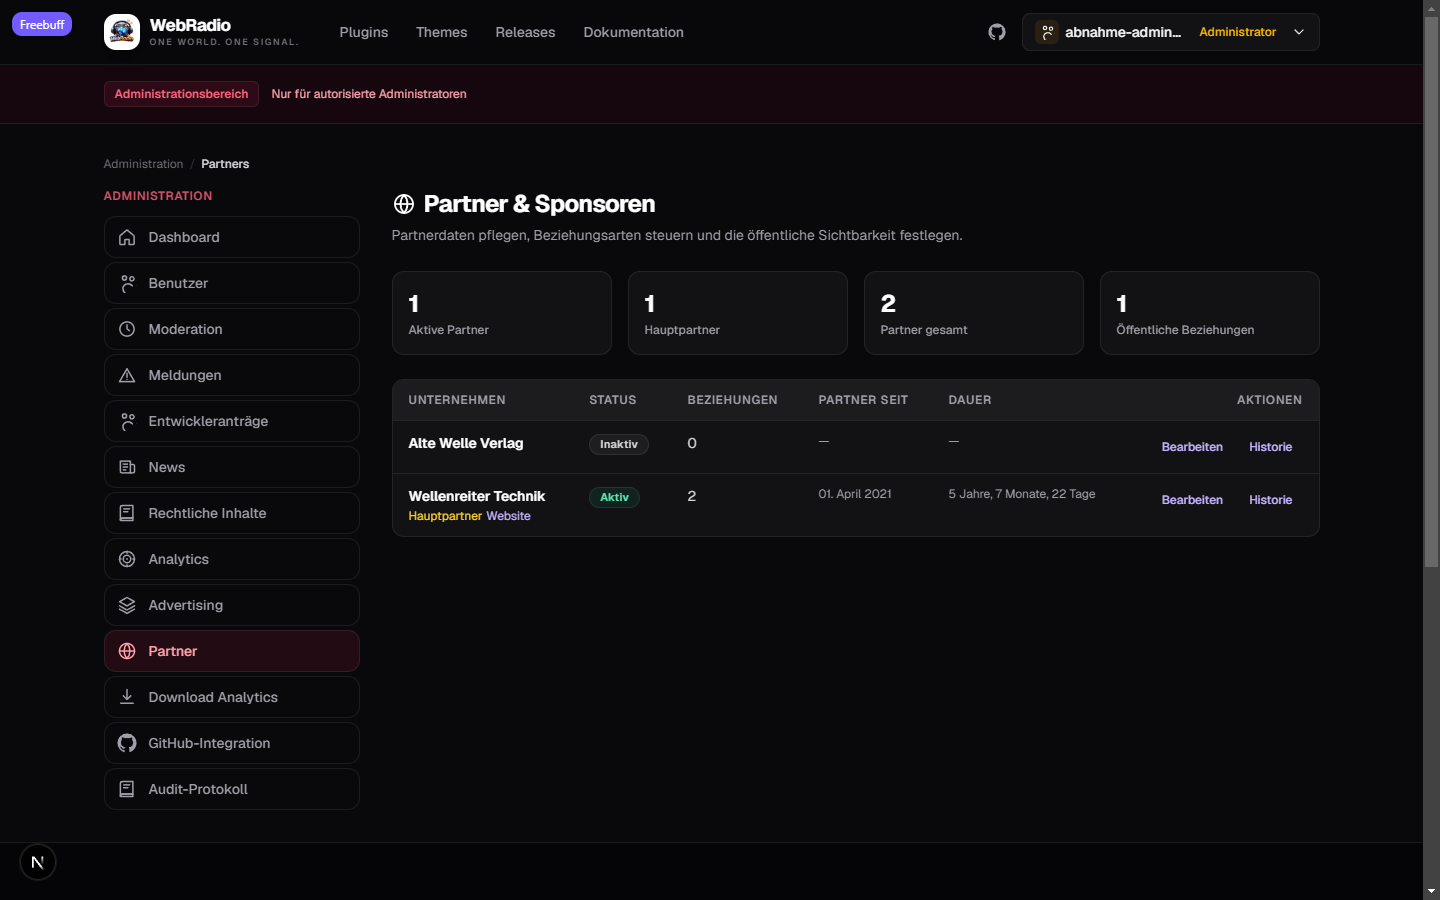 Freebuff
WebRadio
ONE WORLD. ONE SIGNAL.
Plugins Themes Releases Dokumentation
abnahme-admin... Administrator
Administrationsbereich Nur für autorisierte Administratoren
Administration / Partners
ADMINISTRATION
Dashboard
Benutzer
Moderation
Meldungen
Entwickleranträge
News
Rechtliche Inhalte
Analytics
Advertising
Partner
Download Analytics
GitHub-Integration
Audit-Protokoll
Partner & Sponsoren
Partnerdaten pflegen, Beziehungsarten steuern und die öffentliche Sichtbarkeit festlegen.
1
Aktive Partner
1
Hauptpartner
2
Partner gesamt
1
Öffentliche Beziehungen
UNTERNEHMEN STATUS BEZIEHUNGEN PARTNER SEIT DAUER AKTIONEN
Alte Welle Verlag Inaktiv 0 — — Bearbeiten Historie
Wellenreiter Technik Aktiv 2 01. April 2021 5 Jahre, 7 Monate, 22 Tage Bearbeiten Historie
Hauptpartner Website
N